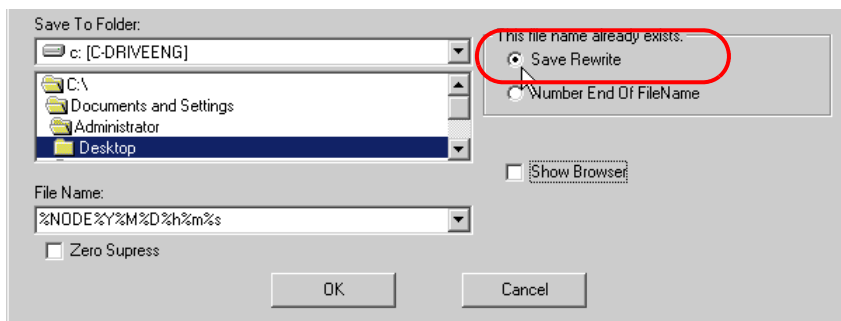 Save To Folder:
c: [C-DRIVEENG]
C:\
Documents and Settings
Administrator
Desktop
File Name:
%NODE%Y%M%D%h%m%s
Zero Supress
This file name already exists.
Save Rewrite
Number End Of FileName
Show Browser
OK
Cancel